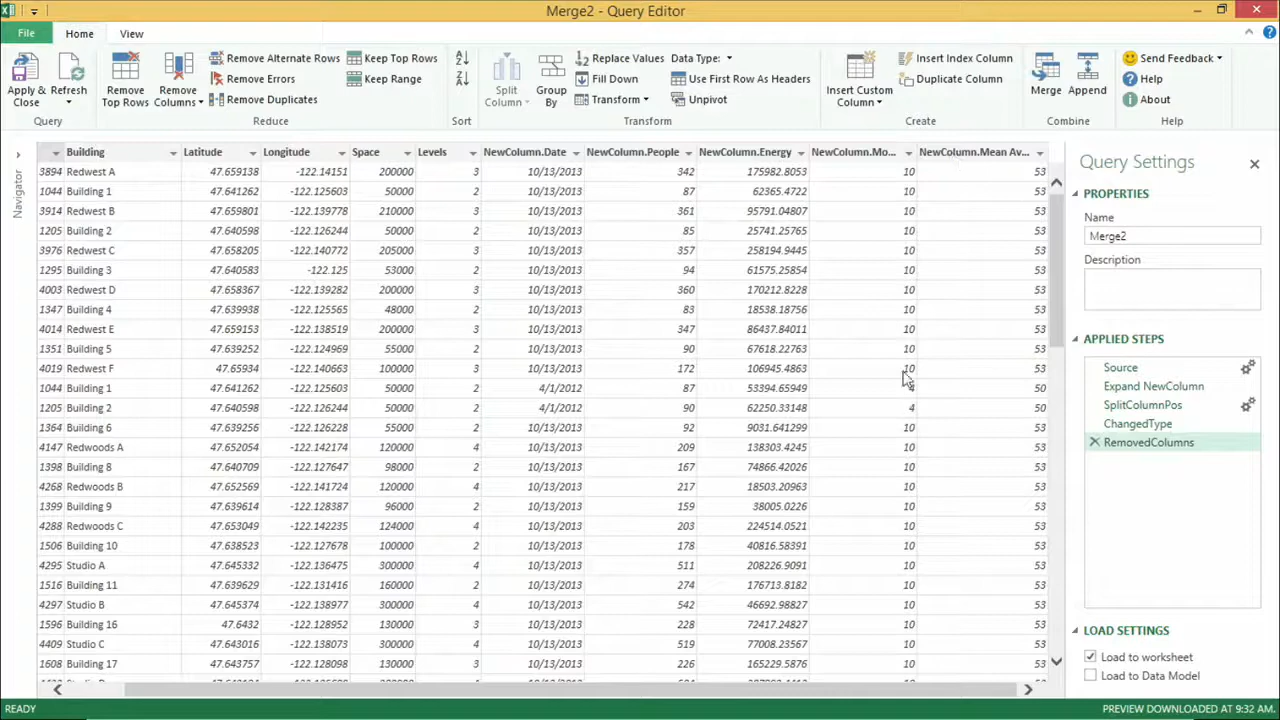 Merge2 - Query Editor
File Home View
Apply & Close
Refresh
Query
Remove Top Rows
Remove Columns
Remove Alternate Rows
Remove Errors
Remove Duplicates
Keep Top Rows
Keep Range
Reduce
Sort
Split Column
Group By
Replace Values
Fill Down
Transform
Data Type:
Use First Row As Headers
Unpivot
Transform
Insert Custom Column
Insert Index Column
Duplicate Column
Create
Merge
Append
Combine
Send Feedback
Help
About
Help
Navigator
Building Latitude Longitude Space Levels NewColumn.Date NewColumn.People NewColumn.Energy NewColumn.Mo... NewColumn.Mean Av...
3894 Redwest A 47.659138 -122.14151 200000 3 10/13/2013 342 175982.8053 10 53
1044 Building 1 47.641262 -122.125603 50000 2 10/13/2013 87 62365.4722 10 53
3914 Redwest B 47.659801 -122.139778 210000 3 10/13/2013 361 95791.04807 10 53
1205 Building 2 47.640598 -122.126244 50000 2 10/13/2013 85 25741.25765 10 53
3976 Redwest C 47.658205 -122.140772 205000 3 10/13/2013 357 258194.9445 10 53
1295 Building 3 47.640583 -122.125 53000 2 10/13/2013 94 61575.25854 10 53
4003 Redwest D 47.658367 -122.139282 200000 3 10/13/2013 360 170212.8228 10 53
1347 Building 4 47.639938 -122.125565 48000 2 10/13/2013 83 18538.18756 10 53
4014 Redwest E 47.659153 -122.138519 200000 3 10/13/2013 347 86437.84011 10 53
1351 Building 5 47.639252 -122.124969 55000 2 10/13/2013 90 67618.22763 10 53
4019 Redwest F 47.65934 -122.140663 100000 3 10/13/2013 172 106945.4863 10 53
1044 Building 1 47.641262 -122.125603 50000 2 4/1/2012 87 53394.65949 4 50
1205 Building 2 47.640598 -122.126244 50000 2 4/1/2012 90 62250.33148 4 50
1364 Building 6 47.639256 -122.126228 55000 2 10/13/2013 92 9031.641299 10 53
4147 Redwoods A 47.652054 -122.142174 120000 4 10/13/2013 209 138303.4245 10 53
1398 Building 8 47.640709 -122.127647 98000 2 10/13/2013 167 74866.42026 10 53
4268 Redwoods B 47.652569 -122.141724 120000 4 10/13/2013 217 18503.20963 10 53
1399 Building 9 47.639614 -122.128387 96000 2 10/13/2013 159 38005.0226 10 53
4288 Redwoods C 47.653049 -122.142235 124000 4 10/13/2013 203 224514.0521 10 53
1506 Building 10 47.638523 -122.127678 100000 2 10/13/2013 178 40816.58391 10 53
4295 Studio A 47.645332 -122.136475 300000 4 10/13/2013 511 208226.9091 10 53
1516 Building 11 47.639629 -122.131416 160000 2 10/13/2013 274 176713.8182 10 53
4297 Studio B 47.645374 -122.138977 300000 4 10/13/2013 542 46692.98827 10 53
1596 Building 16 47.6432 -122.128952 130000 3 10/13/2013 228 72417.24827 10 53
4409 Studio C 47.643016 -122.138073 300000 4 10/13/2013 519 77008.23567 10 53
1608 Building 17 47.643757 -122.128098 130000 3 10/13/2013 226 165229.5876 10 53
Query Settings
PROPERTIES
Name
Merge2
Description
APPLIED STEPS
Source
Expand NewColumn
SplitColumnPos
ChangedType
RemovedColumns
LOAD SETTINGS
Load to worksheet
Load to Data Model
READY
PREVIEW DOWNLOADED AT 9:32 AM.